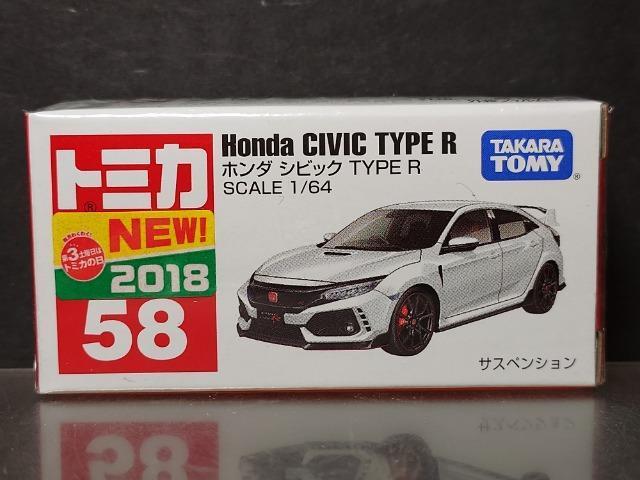 Honda CIVIC TYPE R
ホンダ シビック TYPE R
SCALE 1/64
TAKARA
TOMY
®
トミカ
®
NEW!
第3土曜日は
トミカの日
2018
58
サスペンション